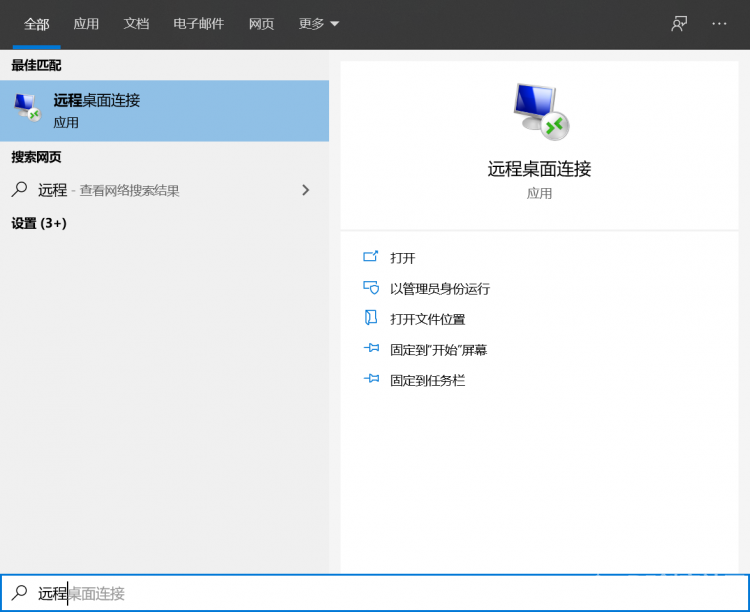 全部 应用 文档 电子邮件 网页 更多
最佳匹配
远程桌面连接
应用
搜索网页
远程 - 查看网络搜索结果
设置 (3+)
远程桌面连接
应用
打开
以管理员身份运行
打开文件位置
固定到"开始"屏幕
固定到任务栏
远程桌面连接